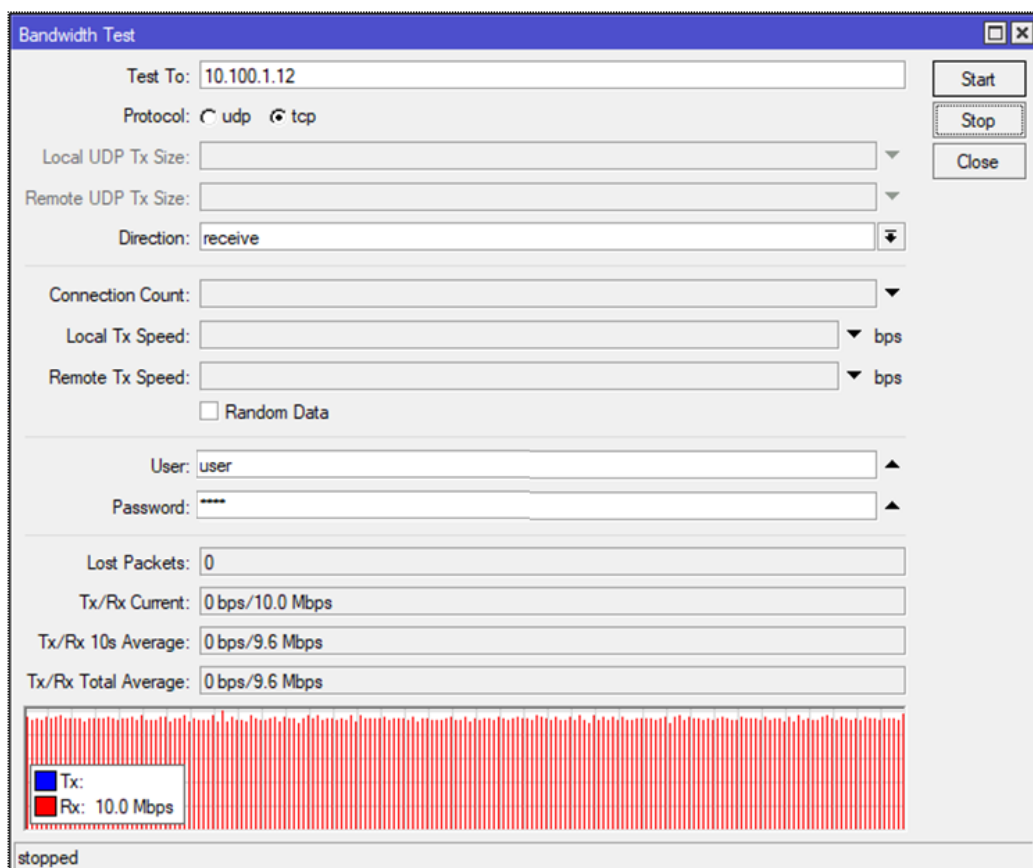 Bandwidth Test
Test To: 10.100.1.12
Start
Protocol: udp tcp
Stop
Local UDP Tx Size:
Close
Remote UDP Tx Size:
Direction: receive
Connection Count:
Local Tx Speed: bps
Remote Tx Speed: bps
Random Data
User: user
Password: ****
Lost Packets: 0
Tx/Rx Current: 0 bps/10.0 Mbps
Tx/Rx 10s Average: 0 bps/9.6 Mbps
Tx/Rx Total Average: 0 bps/9.6 Mbps
Tx:
Rx: 10.0 Mbps
stopped